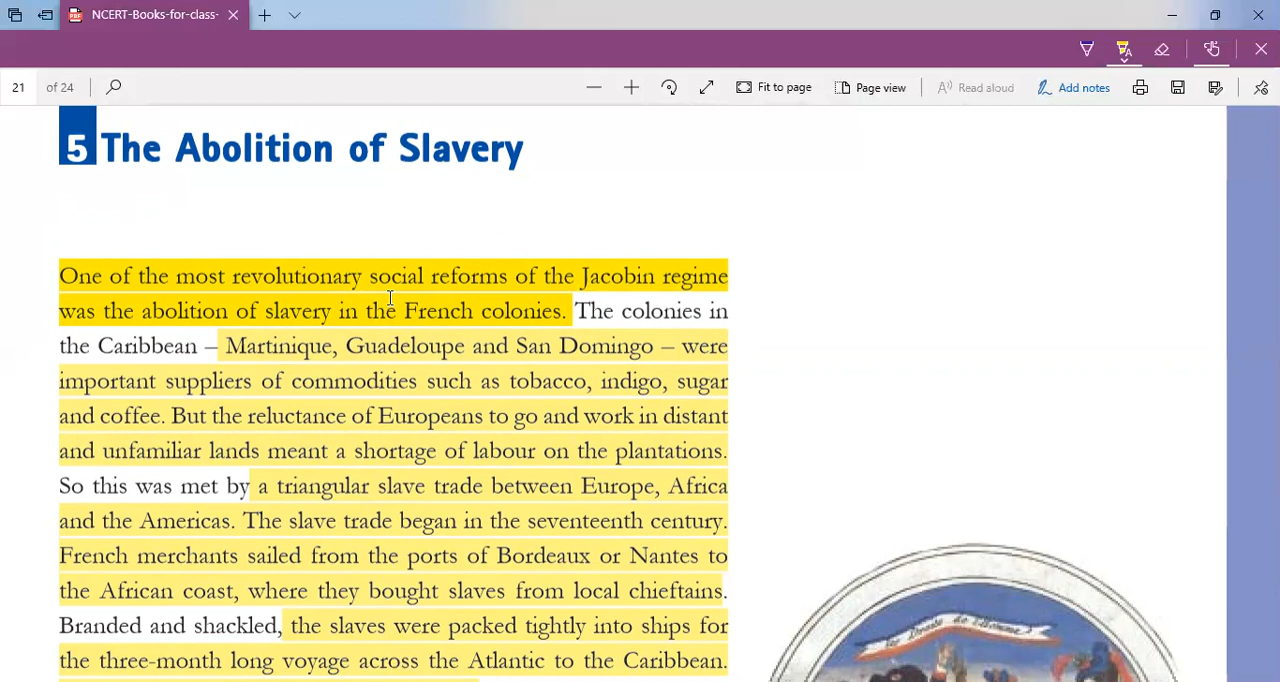 NCERT-Books-for-class-
21 of 24
Fit to page
Page view
Read aloud
Add notes
5 The Abolition of Slavery
One of the most revolutionary social reforms of the Jacobin regime
was the abolition of slavery in the French colonies. The colonies in
the Caribbean – Martinique, Guadeloupe and San Domingo – were
important suppliers of commodities such as tobacco, indigo, sugar
and coffee. But the reluctance of Europeans to go and work in distant
and unfamiliar lands meant a shortage of labour on the plantations.
So this was met by a triangular slave trade between Europe, Africa
and the Americas. The slave trade began in the seventeenth century.
French merchants sailed from the ports of Bordeaux or Nantes to
the African coast, where they bought slaves from local chieftains.
Branded and shackled, the slaves were packed tightly into ships for
the three-month long voyage across the Atlantic to the Caribbean.